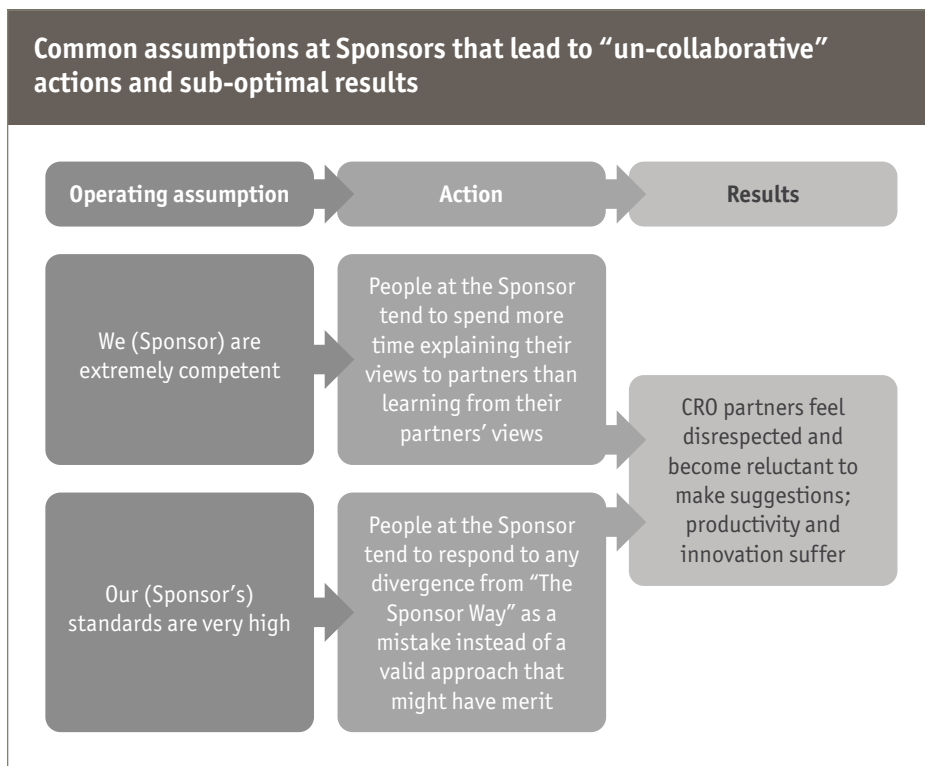 Common assumptions at Sponsors that lead to “un-collaborative”
actions and sub-optimal results
Operating assumption
Action
Results
We (Sponsor) are
extremely competent
People at the Sponsor
tend to spend more
time explaining their
views to partners than
learning from their
partners’ views
Our (Sponsor’s)
standards are very high
People at the Sponsor
tend to respond to any
divergence from “The
Sponsor Way” as a
mistake instead of a
valid approach that
might have merit
CRO partners feel
disrespected and
become reluctant to
make suggestions;
productivity and
innovation suffer